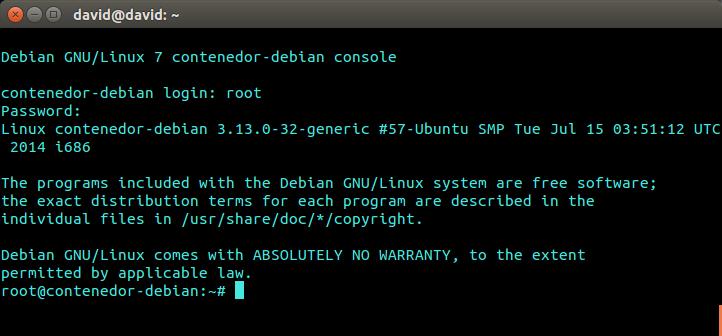 david@david: ~
Debian GNU/Linux 7 contenedor-debian console
contenedor-debian login: root
Password:
Linux contenedor-debian 3.13.0-32-generic #57-Ubuntu SMP Tue Jul 15 03:51:12 UTC
 2014 i686
The programs included with the Debian GNU/Linux system are free software;
the exact distribution terms for each program are described in the
individual files in /usr/share/doc/*/copyright.
Debian GNU/Linux comes with ABSOLUTELY NO WARRANTY, to the extent
permitted by applicable law.
root@contenedor-debian:~#